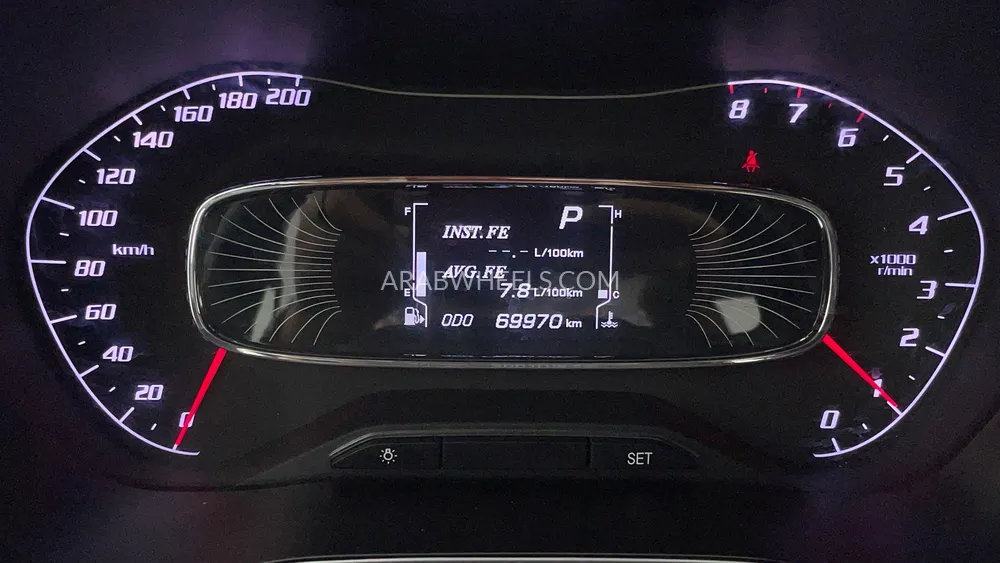 0
20
40
60
80
100
120
140
160
180
200
km/h
F
E
P
INST. FE
--.- L/100km
AVG. FE
7.8 L/100km
ODO 69970 km
H
C
ARABWHEELS.COM
8
7
6
5
4
3
2
1
0
x1000
r/min
SET